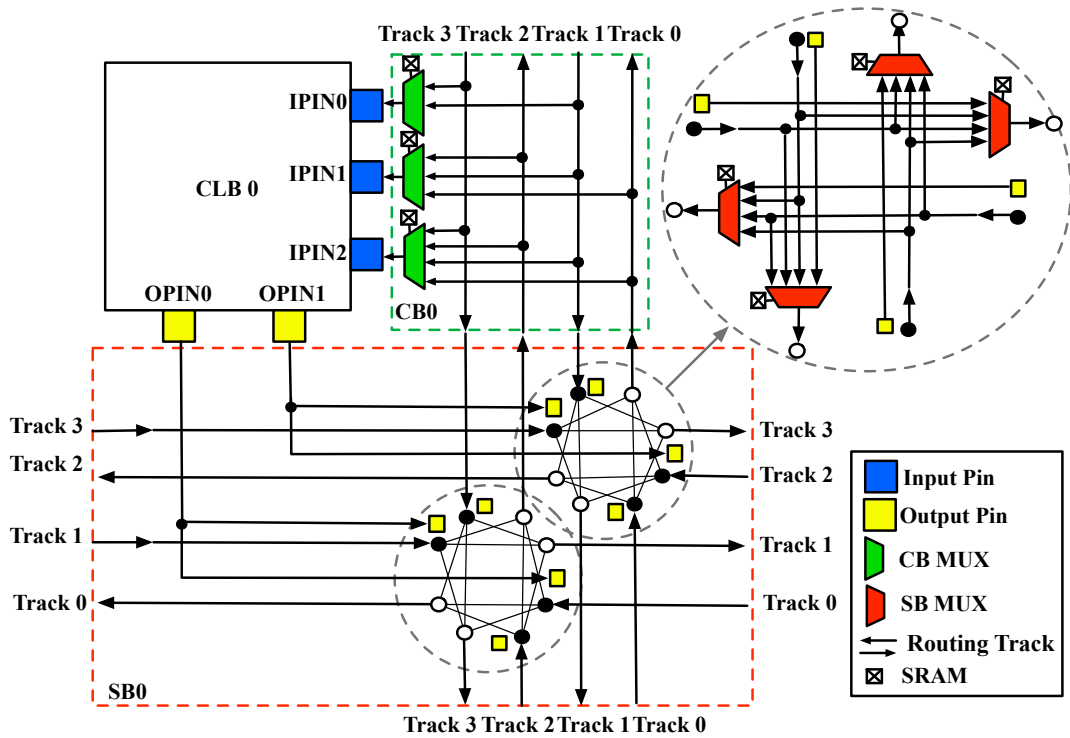 Track 3 Track 2 Track 1 Track 0
IPIN0
CLB 0
IPIN1
IPIN2
OPIN0 OPIN1
CB0
Track 3 Track 3
Track 2 Track 2
Track 1 Track 1
Track 0 Track 0
SB0
Track 3 Track 2 Track 1 Track 0
Input Pin
Output Pin
CB MUX
SB MUX
Routing Track
SRAM